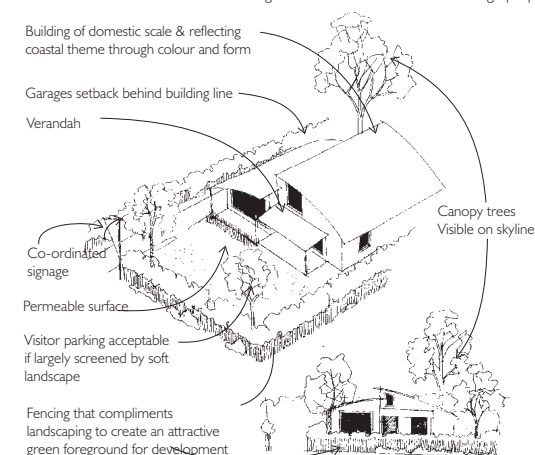 Building of domestic scale & reflecting
coastal theme through colour and form
Garages setback behind building line
Verandah
Canopy trees
Visible on skyline
Co-ordinated
signage
Permeable surface
Visitor parking acceptable
if largely screened by soft
landscape
Fencing that compliments
landscaping to create an attractive
green foreground for development